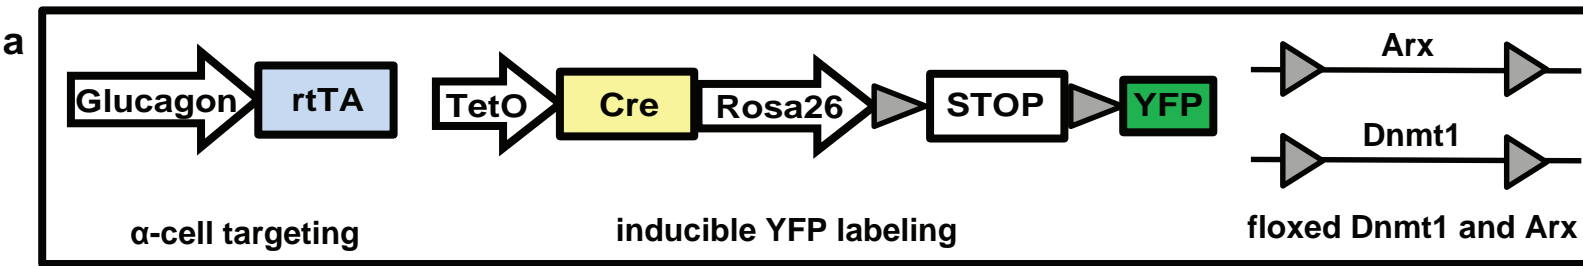 a
Glucagon rtTA TetO Cre Rosa26 STOP YFP
Arx
Dnmt1
α-cell targeting inducible YFP labeling floxed Dnmt1 and Arx